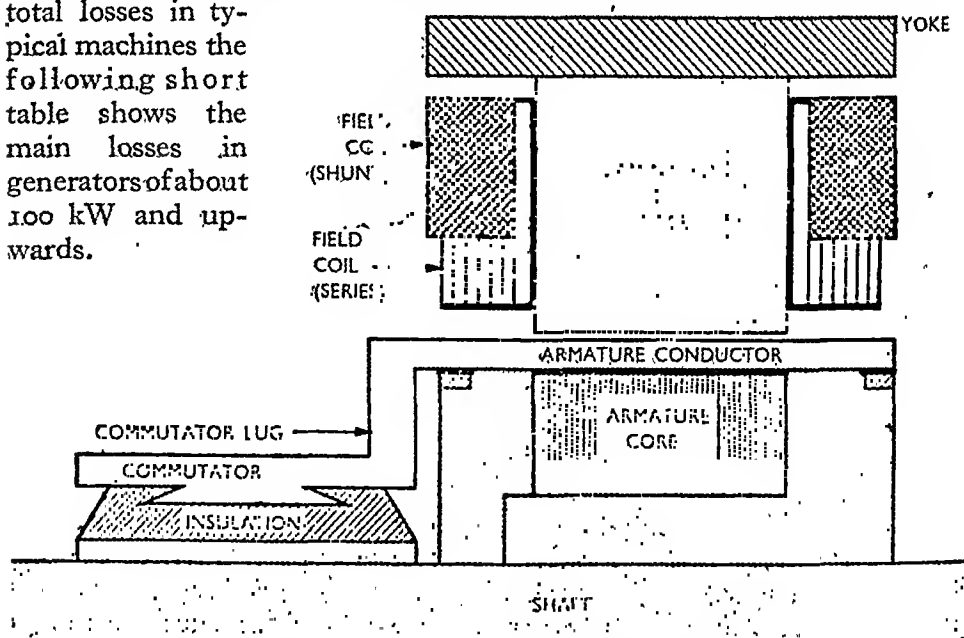 total losses in ty-
pical machines the
following short
table shows the
main losses in
generators of about
100 kW and up-
wards.
YOKE
FIELD
COIL
(SERIES
ARMATURE CONDUCTOR
ARMATURE
CORE
COMMUTATOR LUG
COMMUTATOR
INSULATION
SHAFT